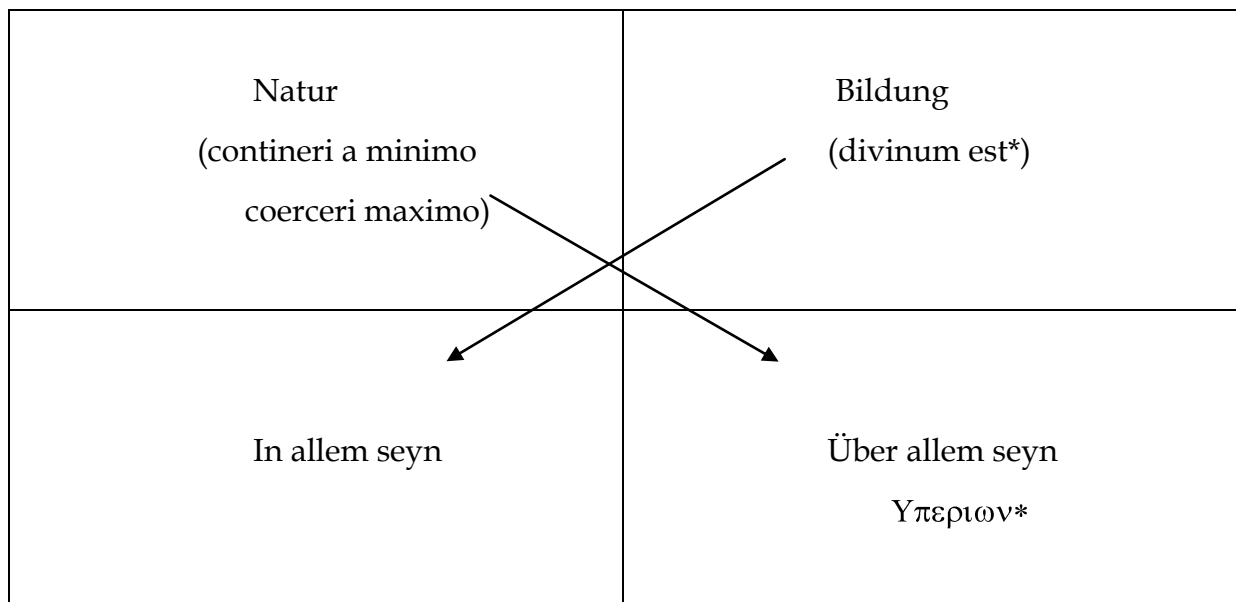 Natur
(contineri a minimo
coerceri maximo)
Bildung
(divinum est*)
In allem seyn
Über allem seyn
Υπεριων*